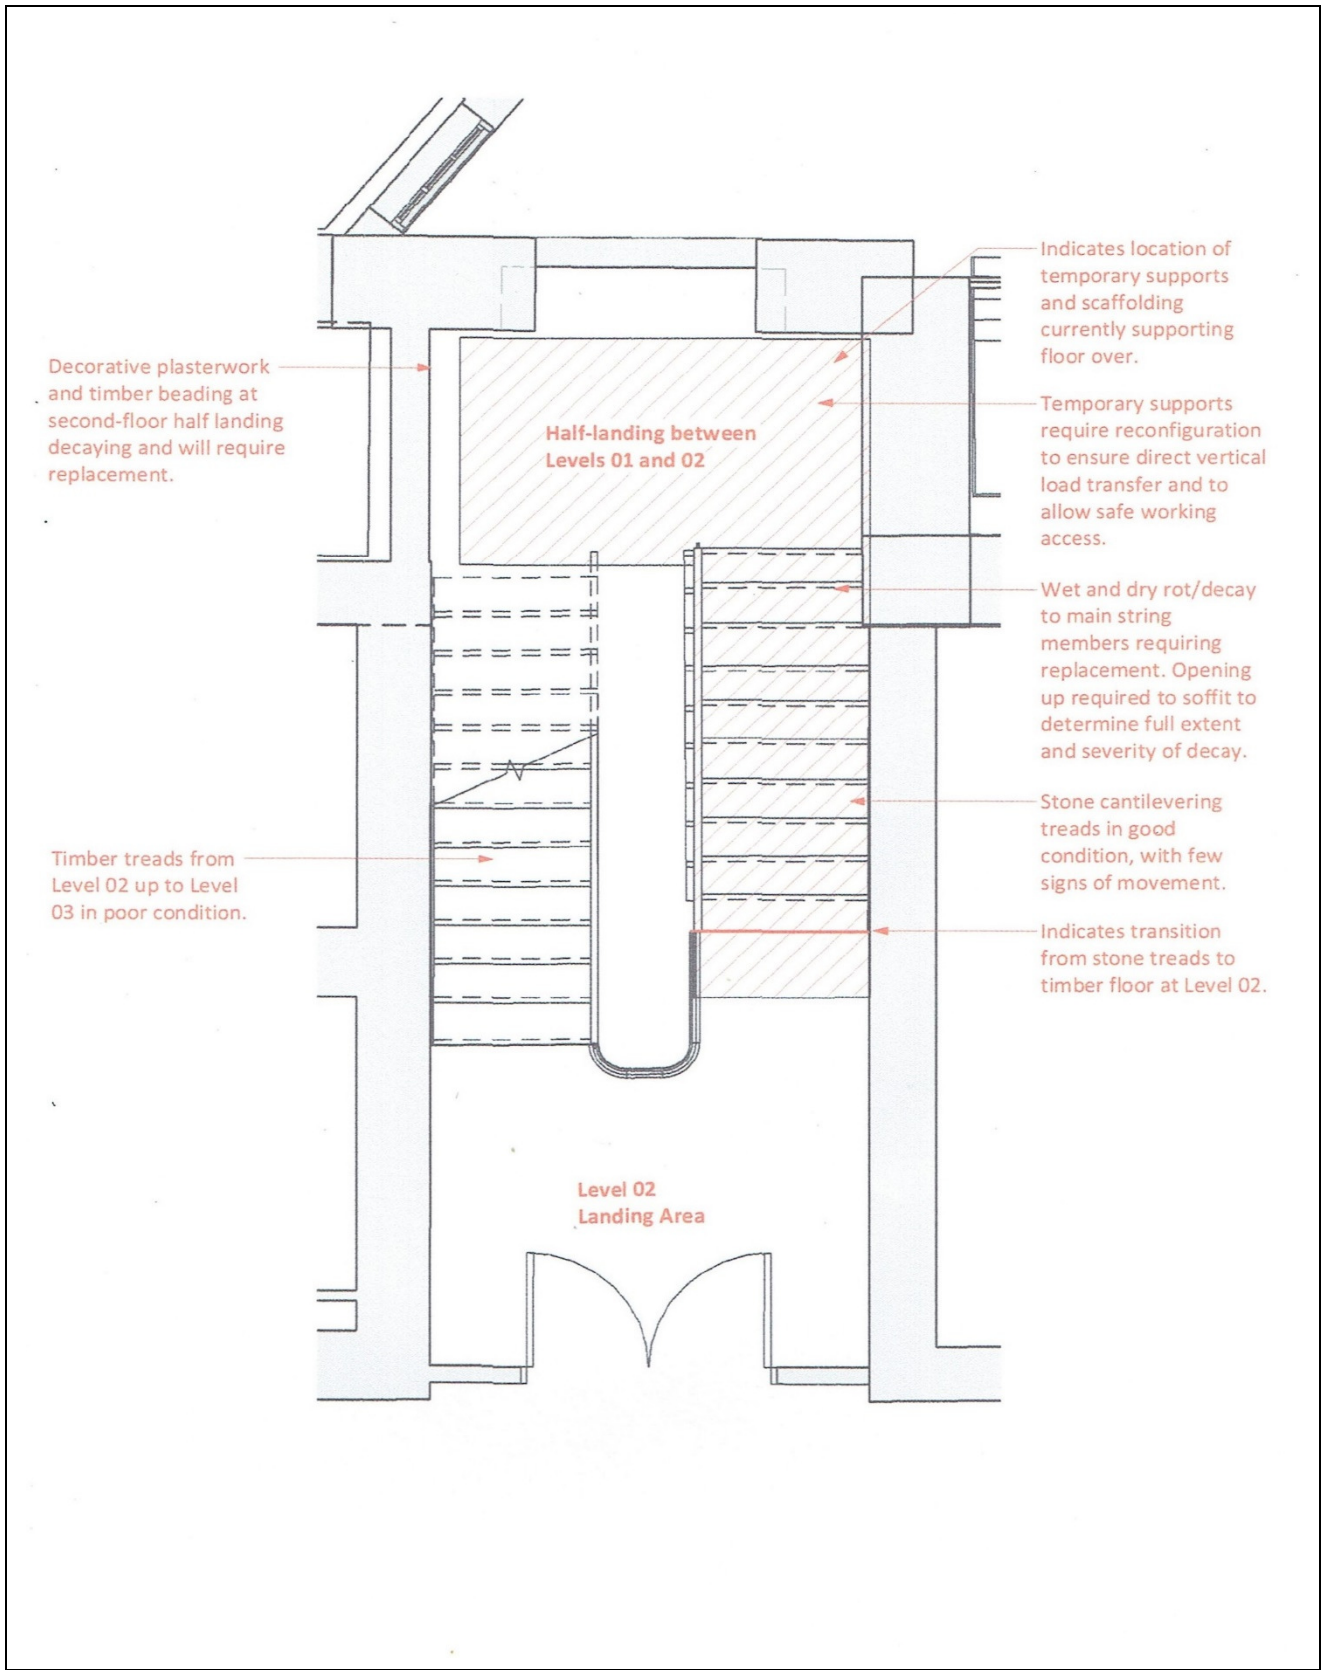 Indicates location of
temporary supports
and scaffolding
currently supporting
floor over.
Decorative plasterwork
and timber beading at
second-floor half landing
decaying and will require
replacement.
Temporary supports
require reconfiguration
to ensure direct vertical
load transfer and to
allow safe working
access.
Half-landing between
Levels 01 and 02
Wet and dry rot/decay
to main string
members requiring
replacement. Opening
up required to soffit to
determine full extent
and severity of decay.
Stone cantilevering
treads in good
condition, with few
signs of movement.
Timber treads from
Level 02 up to Level
03 in poor condition.
Indicates transition
from stone treads to
timber floor at Level 02.
Level 02
Landing Area